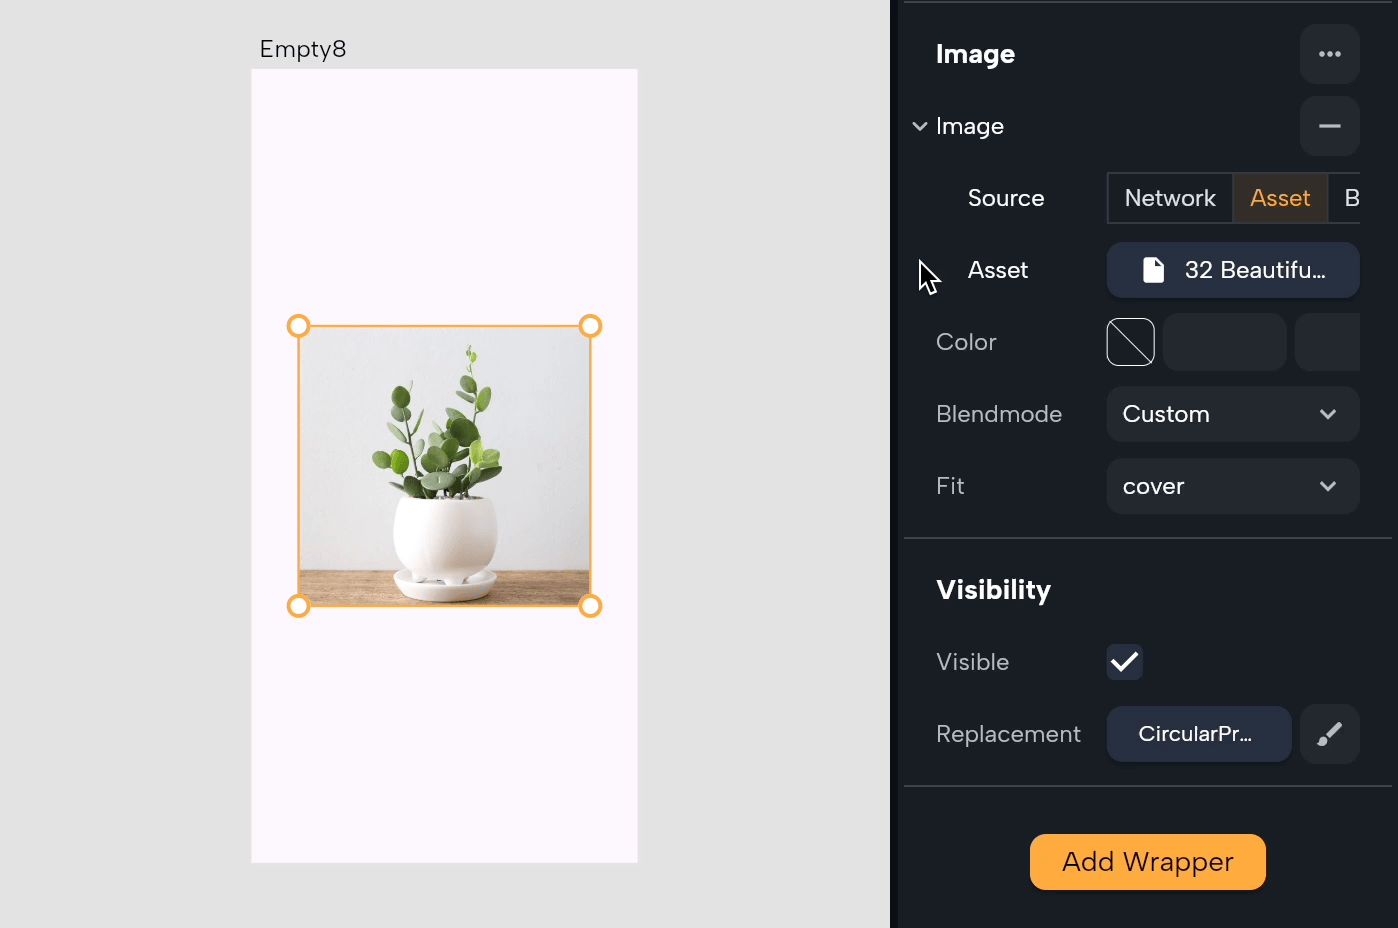 Empty8
Image
Image
Source Network Asset B
Asset 32 Beautifu...
Color
Blendmode Custom
Fit cover
Visibility
Visible
Replacement CircularPr...
Add Wrapper